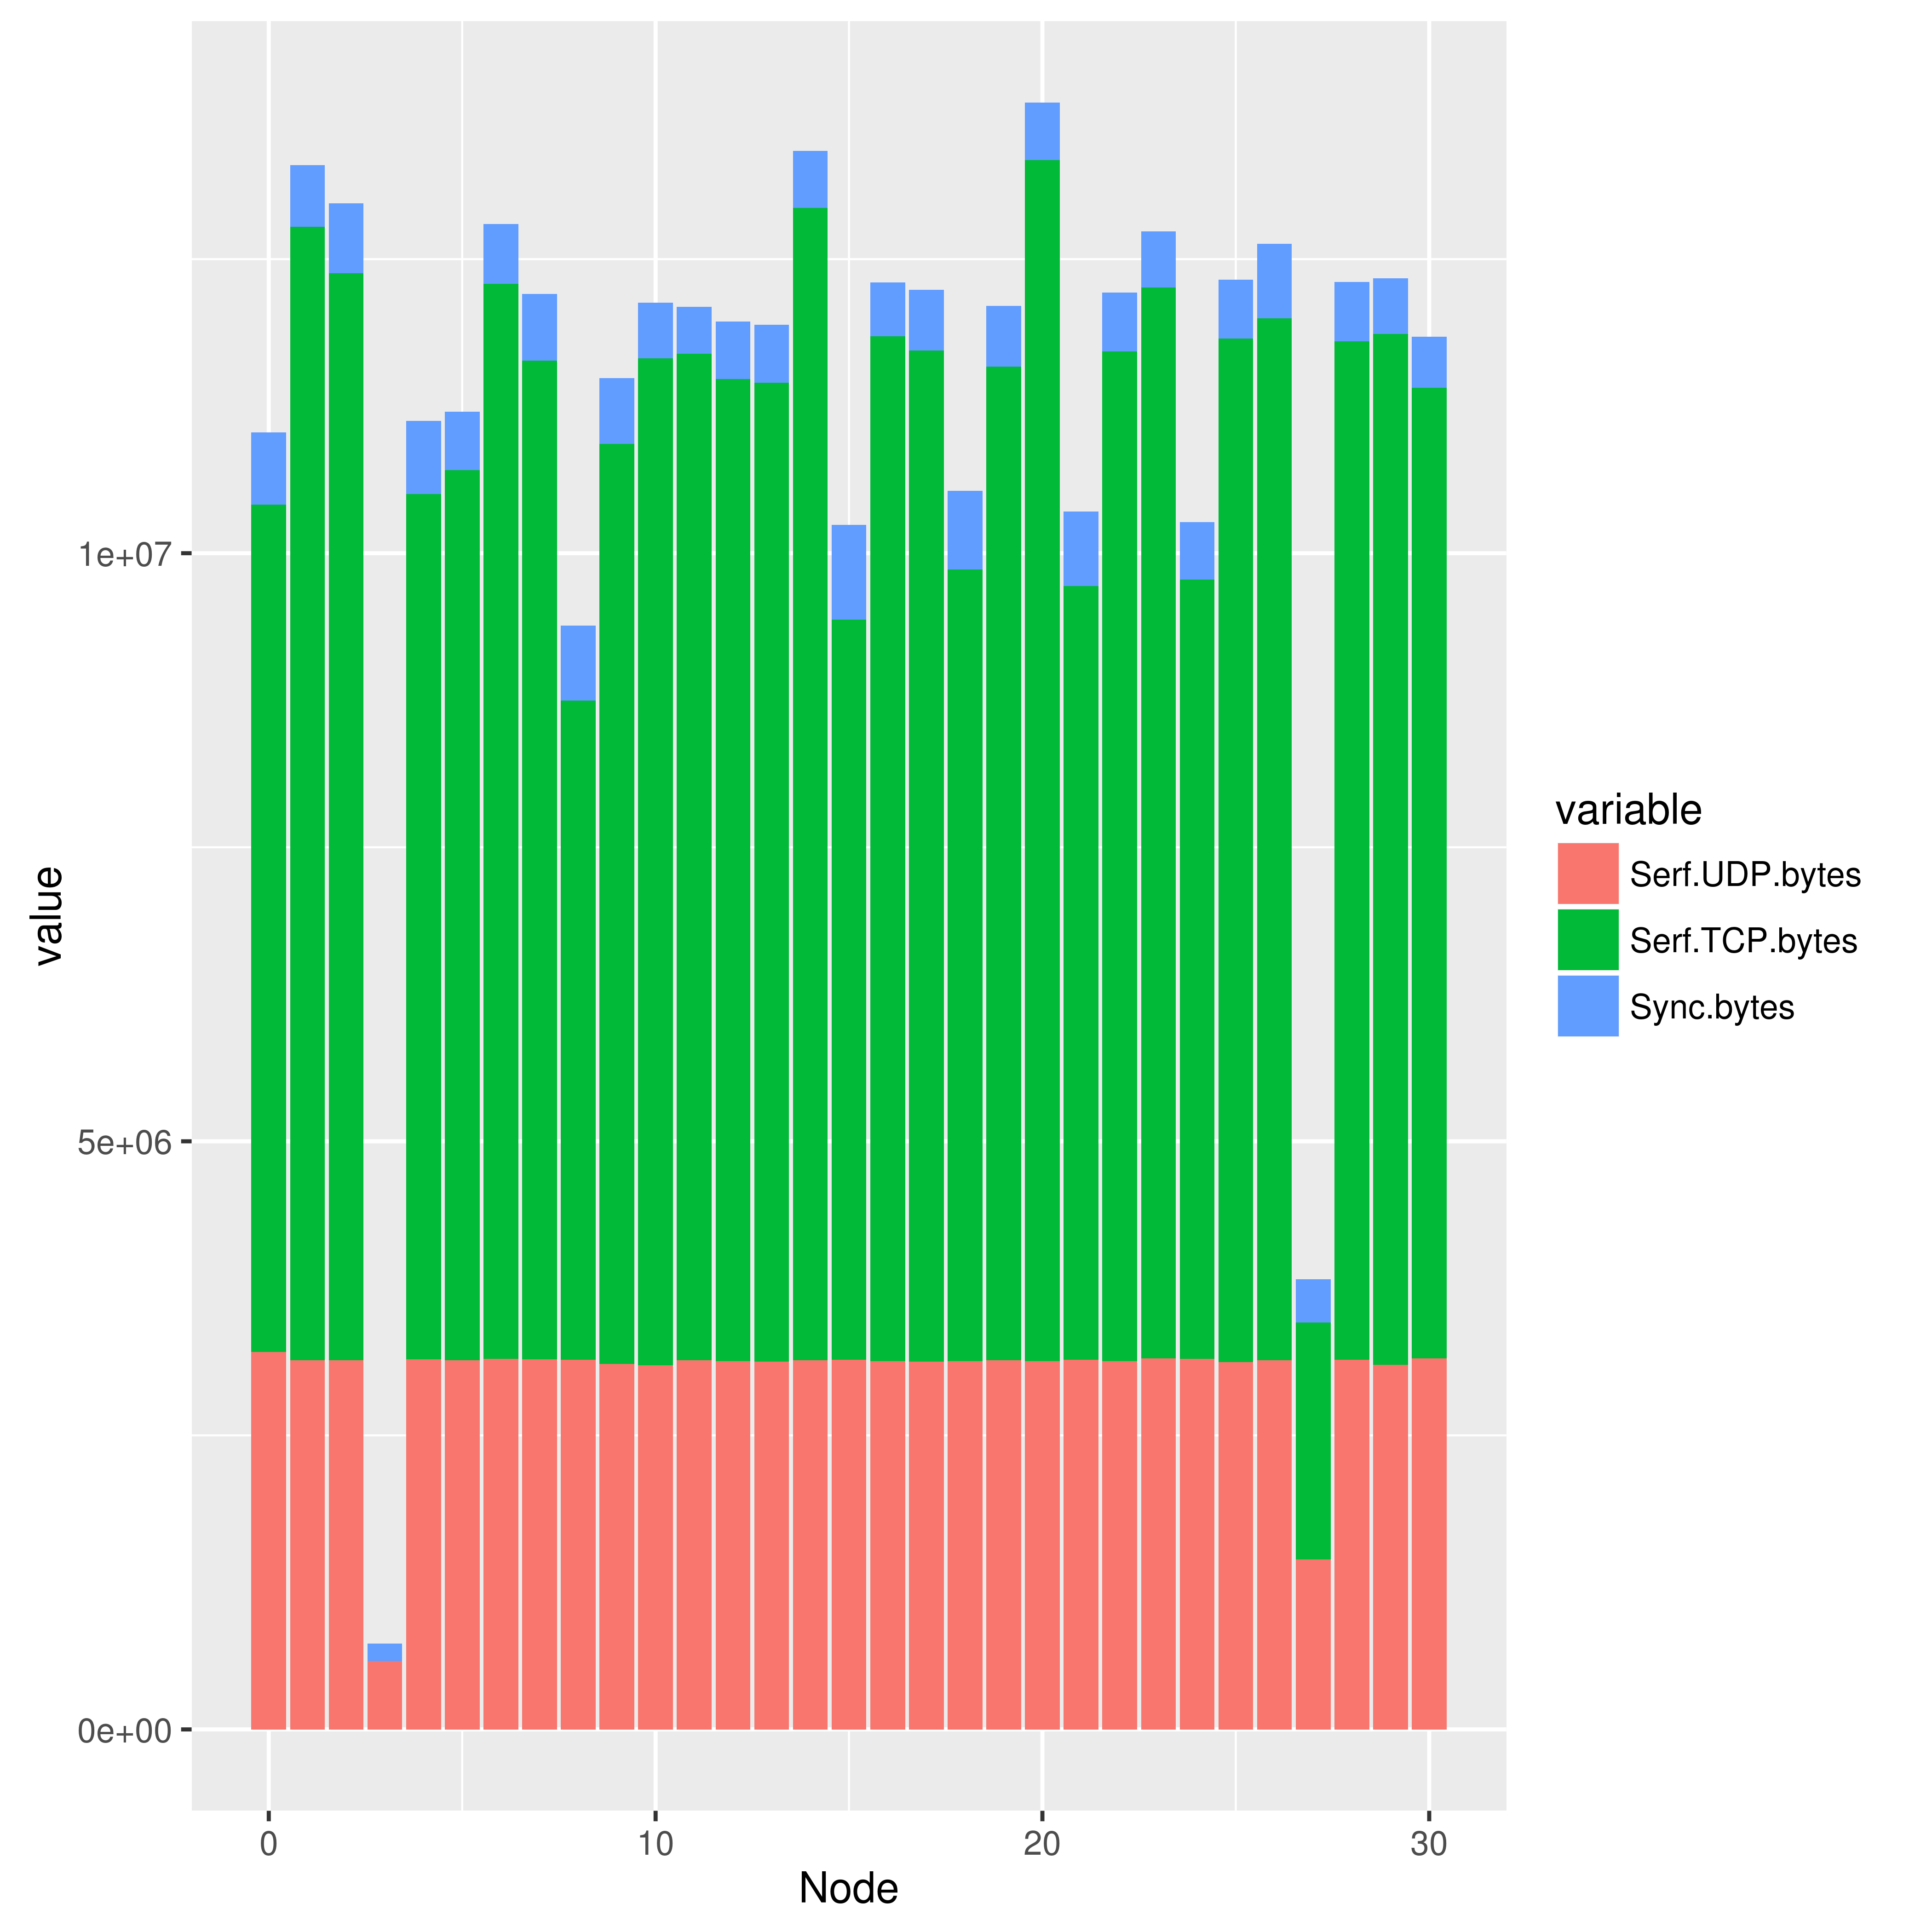 value
1e+07
5e+06
0e+00
0
10
20
30
Node
variable
Serf.UDP.bytes
Serf.TCP.bytes
Sync.bytes